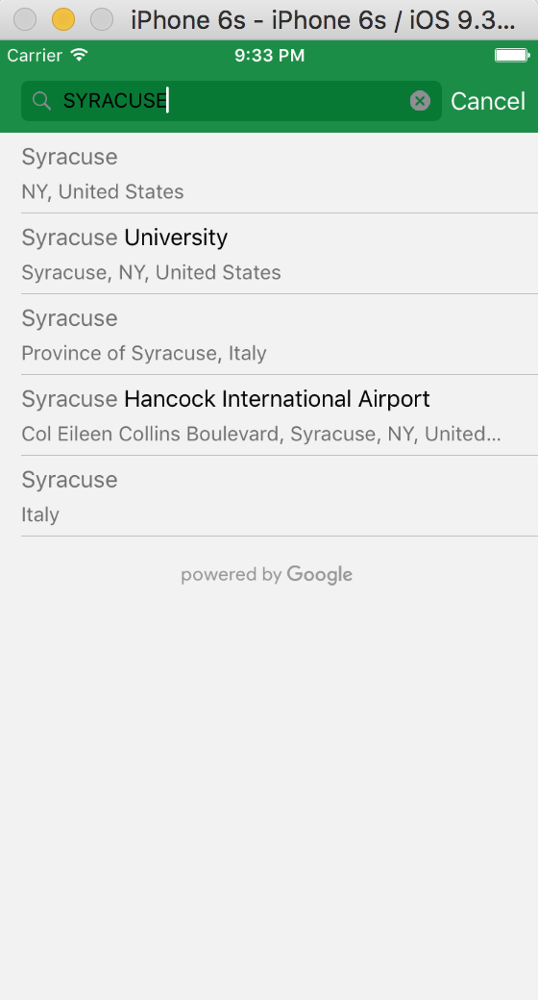 iPhone 6s - iPhone 6s / iOS 9.3...
Carrier 9:33 PM
SYRACUSE Cancel
Syracuse
NY, United States
Syracuse University
Syracuse, NY, United States
Syracuse
Province of Syracuse, Italy
Syracuse Hancock International Airport
Col Eileen Collins Boulevard, Syracuse, NY, United...
Syracuse
Italy
powered by Google